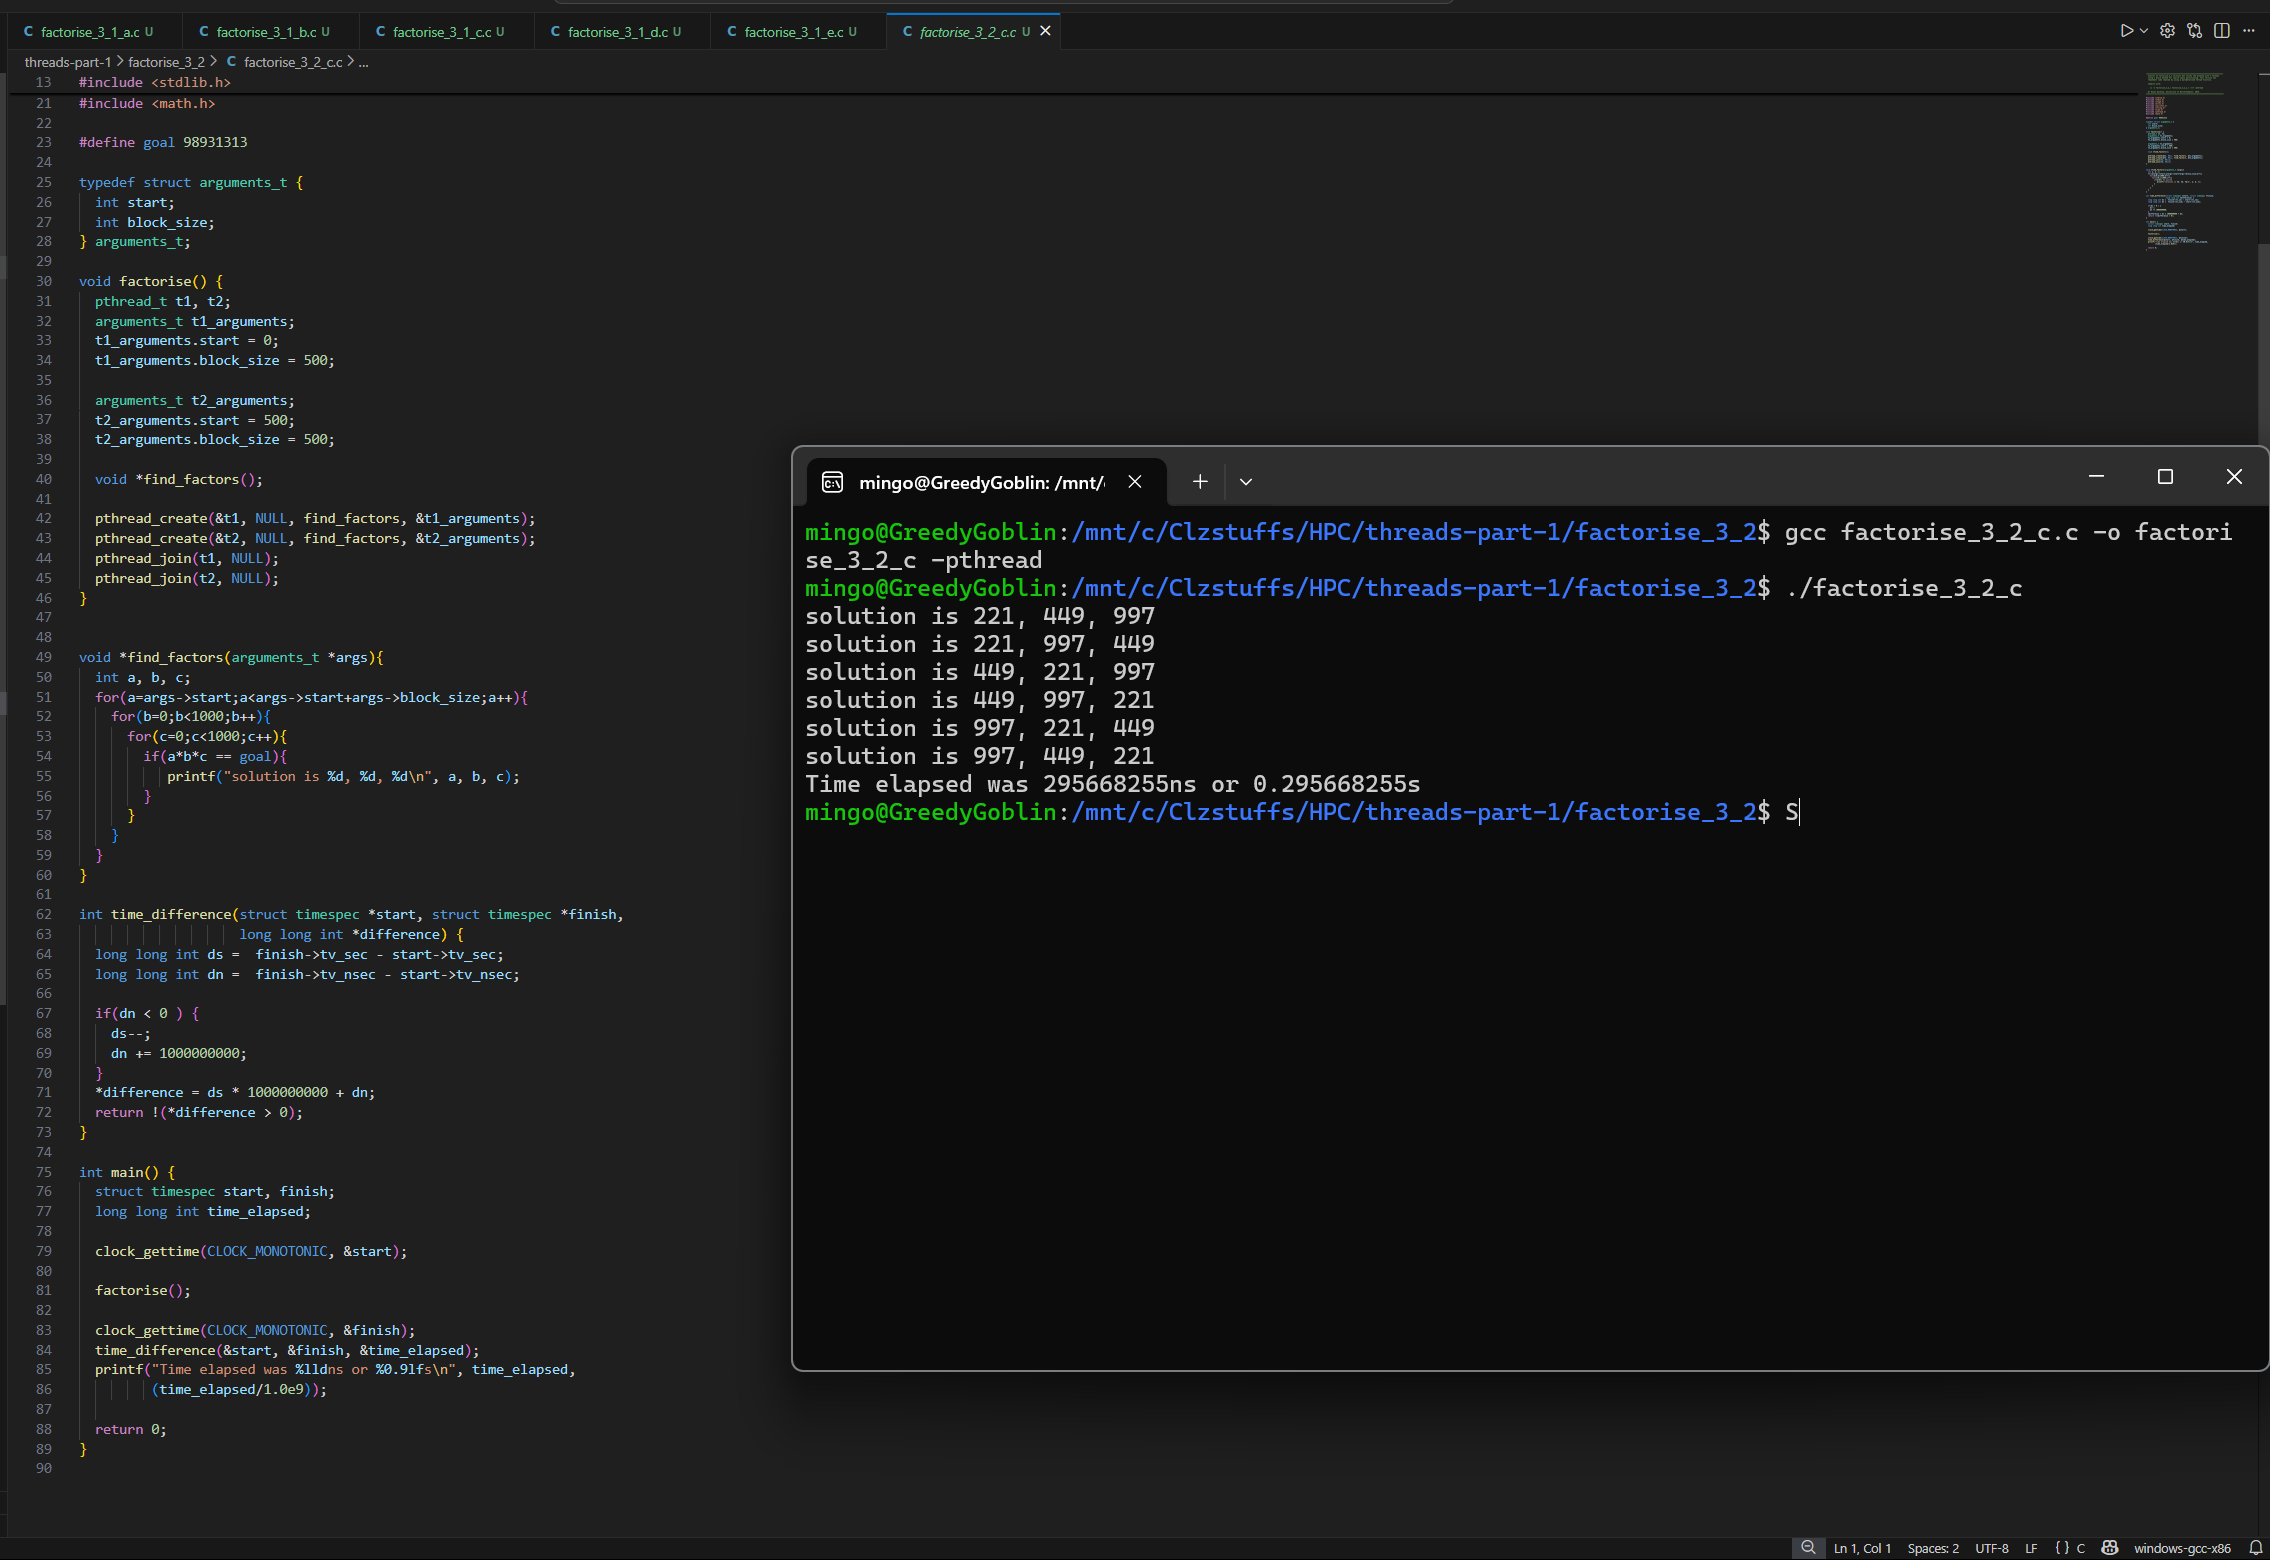 factorise_3_1_a.c U
factorise_3_1_b.c U
factorise_3_1_c.c U
factorise_3_1_d.c U
factorise_3_1_e.c U
factorise_3_2_c.c U
threads-part-1 > factorise_3_2 > C factorise_3_2_c.c > ...
13 #include <stdlib.h>
21 #include <math.h>
22
23 #define goal 98931313
24
25 typedef struct arguments_t {
26   int start;
27   int block_size;
28 } arguments_t;
29
30 void factorise() {
31   pthread_t t1, t2;
32   arguments_t t1_arguments;
33   t1_arguments.start = 0;
34   t1_arguments.block_size = 500;
35
36   arguments_t t2_arguments;
37   t2_arguments.start = 500;
38   t2_arguments.block_size = 500;
39
40   void *find_factors();
41
42   pthread_create(&t1, NULL, find_factors, &t1_arguments);
43   pthread_create(&t2, NULL, find_factors, &t2_arguments);
44   pthread_join(t1, NULL);
45   pthread_join(t2, NULL);
46 }
47
48
49 void *find_factors(arguments_t *args){
50   int a, b, c;
51   for(a=args->start;a<args->start+args->block_size;a++){
52     for(b=0;b<1000;b++){
53       for(c=0;c<1000;c++){
54         if(a*b*c == goal){
55           printf("solution is %d, %d, %d\n", a, b, c);
56         }
57       }
58     }
59   }
60 }
61
62 int time_difference(struct timespec *start, struct timespec *finish,
63                     long long int *difference) {
64   long long int ds =  finish->tv_sec - start->tv_sec;
65   long long int dn =  finish->tv_nsec - start->tv_nsec;
66
67   if(dn < 0 ) {
68     ds--;
69     dn += 1000000000;
70   }
71   *difference = ds * 1000000000 + dn;
72   return !(*difference > 0);
73 }
74
75 int main() {
76   struct timespec start, finish;
77   long long int time_elapsed;
78
79   clock_gettime(CLOCK_MONOTONIC, &start);
80
81   factorise();
82
83   clock_gettime(CLOCK_MONOTONIC, &finish);
84   time_difference(&start, &finish, &time_elapsed);
85   printf("Time elapsed was %lldns or %0.9lfs\n", time_elapsed,
86          (time_elapsed/1.0e9));
87
88   return 0;
89 }
90
mingo@GreedyGoblin: /mnt/
mingo@GreedyGoblin:/mnt/c/Clzstuffs/HPC/threads-part-1/factorise_3_2$ gcc factorise_3_2_c.c -o factori
se_3_2_c -pthread
mingo@GreedyGoblin:/mnt/c/Clzstuffs/HPC/threads-part-1/factorise_3_2$ ./factorise_3_2_c
solution is 221, 449, 997
solution is 221, 997, 449
solution is 449, 221, 997
solution is 449, 997, 221
solution is 997, 221, 449
solution is 997, 449, 221
Time elapsed was 295668255ns or 0.295668255s
mingo@GreedyGoblin:/mnt/c/Clzstuffs/HPC/threads-part-1/factorise_3_2$ S
Ln 1, Col 1 Spaces: 2 UTF-8 LF {} C windows-gcc-x86